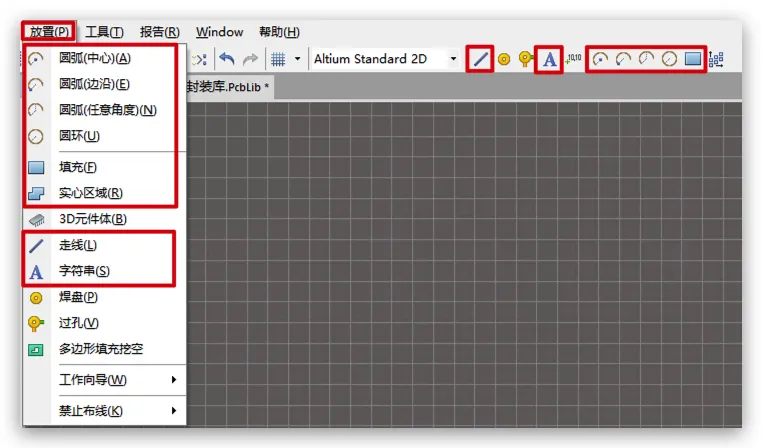 放置(P) 工具(T) 报告(R) Window 帮助(H)
Altium Standard 2D A 10,10
封装库.PcbLib *
圆弧(中心)(A)
圆弧(边沿)(E)
圆弧(任意角度)(N)
圆环(U)
填充(F)
实心区域(R)
3D元件体(B)
走线(L)
A 字符串(S)
焊盘(P)
过孔(V)
多边形填充挖空
工作向导(W)
禁止布线(K)